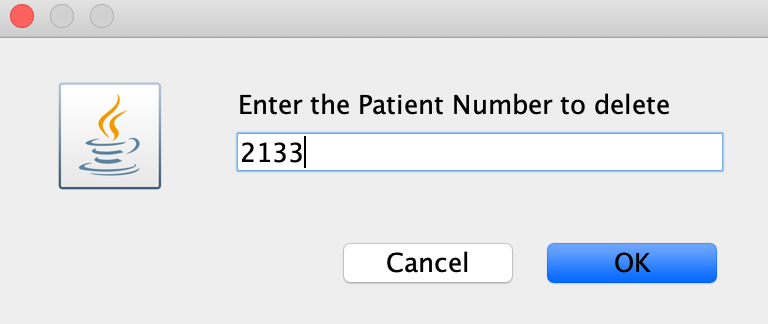 Enter the Patient Number to delete
2133
Cancel
OK